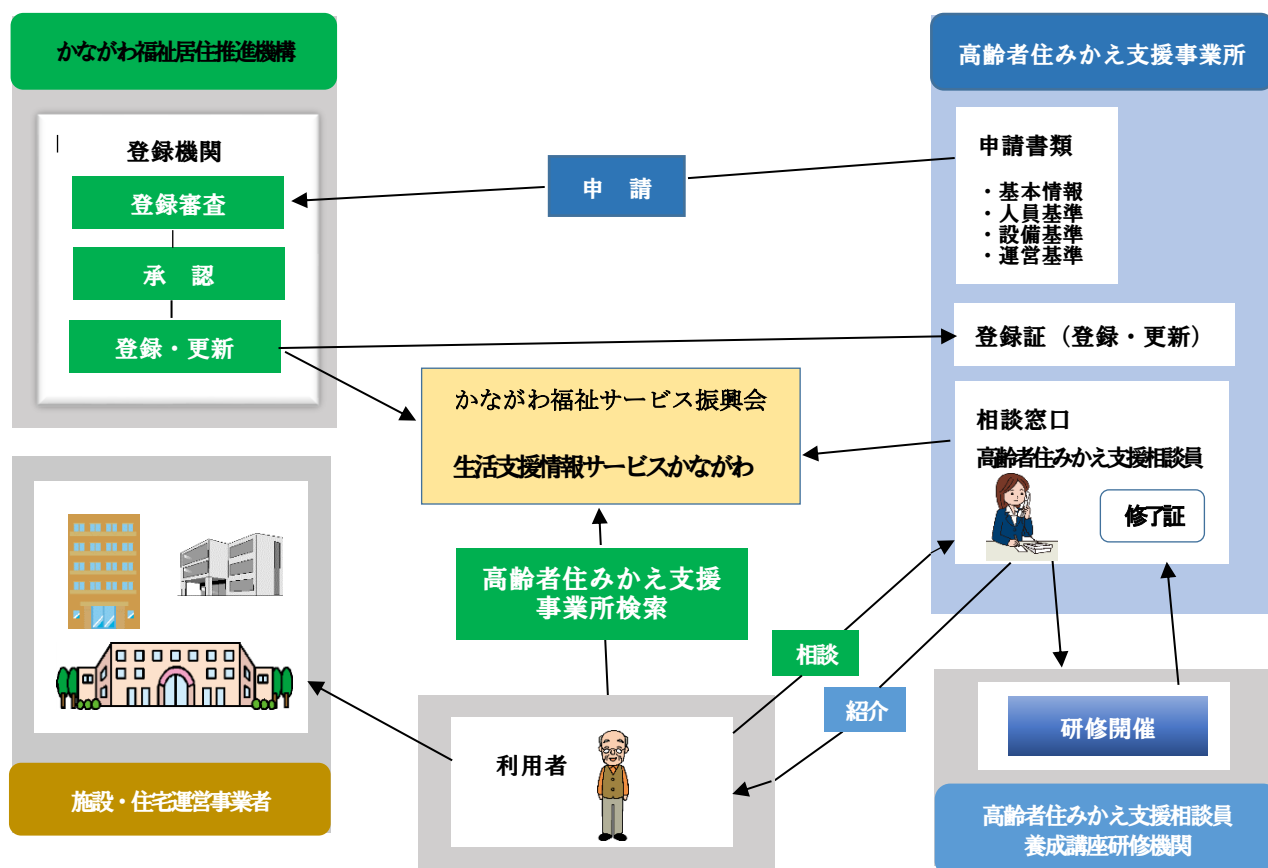 かながわ福祉居住推進機構
登録機関
登録審査
承　認
登録・更新
申　請
高齢者住みかえ支援事業所
申請書類
・基本情報
・人員基準
・設備基準
・運営基準
登録証（登録・更新）
相談窓口
高齢者住みかえ支援相談員
修了証
かながわ福祉サービス振興会
生活支援情報サービスかながわ
高齢者住みかえ支援
事業所検索
相談
紹介
利用者
施設・住宅運営事業者
研修開催
高齢者住みかえ支援相談員
養成講座研修機関